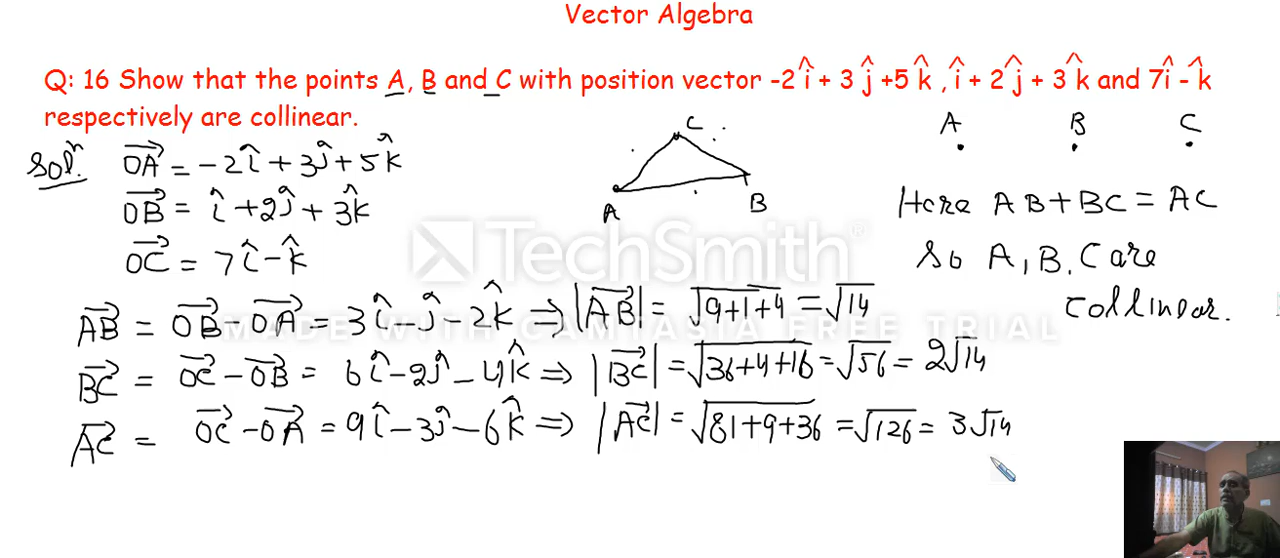 Vector Algebra
Q: 16 Show that the points A, B and C with position vector -2î + 3ĵ +5k̂ , î + 2ĵ + 3k̂ and 7î - k̂
respectively are collinear.
Solⁿ. OA⃗ = -2î + 3ĵ + 5k̂
OB⃗ = î + 2ĵ + 3k̂
OC⃗ = 7î - k̂
C
A B
A B C
Here AB + BC = AC
So A, B, C are
collinear.
AB⃗ = OB⃗ - OA⃗ = 3î - ĵ - 2k̂ ⇒ |AB⃗| = √(9+1+4) = √14
BC⃗ = OC⃗ - OB⃗ = 6î - 2ĵ - 4k̂ ⇒ |BC⃗| = √(36+4+16) = √56 = 2√14
AC⃗ = OC⃗ - OA⃗ = 9î - 3ĵ - 6k̂ ⇒ |AC⃗| = √(81+9+36) = √126 = 3√14
TechSmith®
MADE WITH CAMTASIA FREE TRIAL